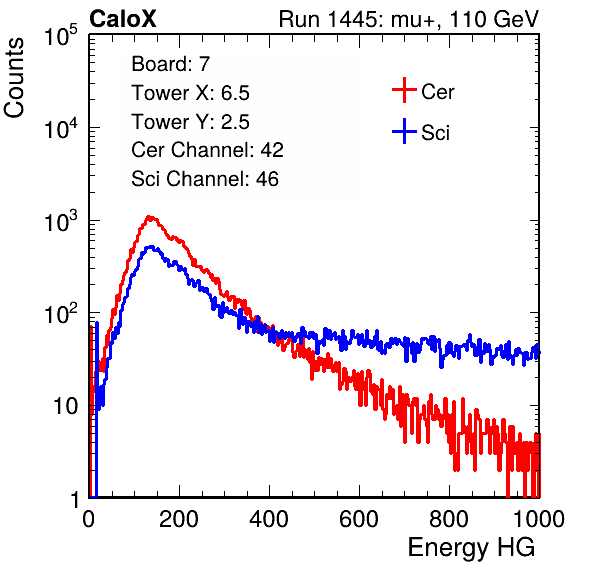 CaloX Run 1445: mu+, 110 GeV
Counts
Board: 7
Tower X: 6.5
Tower Y: 2.5
Cer Channel: 42
Sci Channel: 46
Cer
Sci
10^5
10^4
10^3
10^2
10
1
0 200 400 600 800 1000
Energy HG